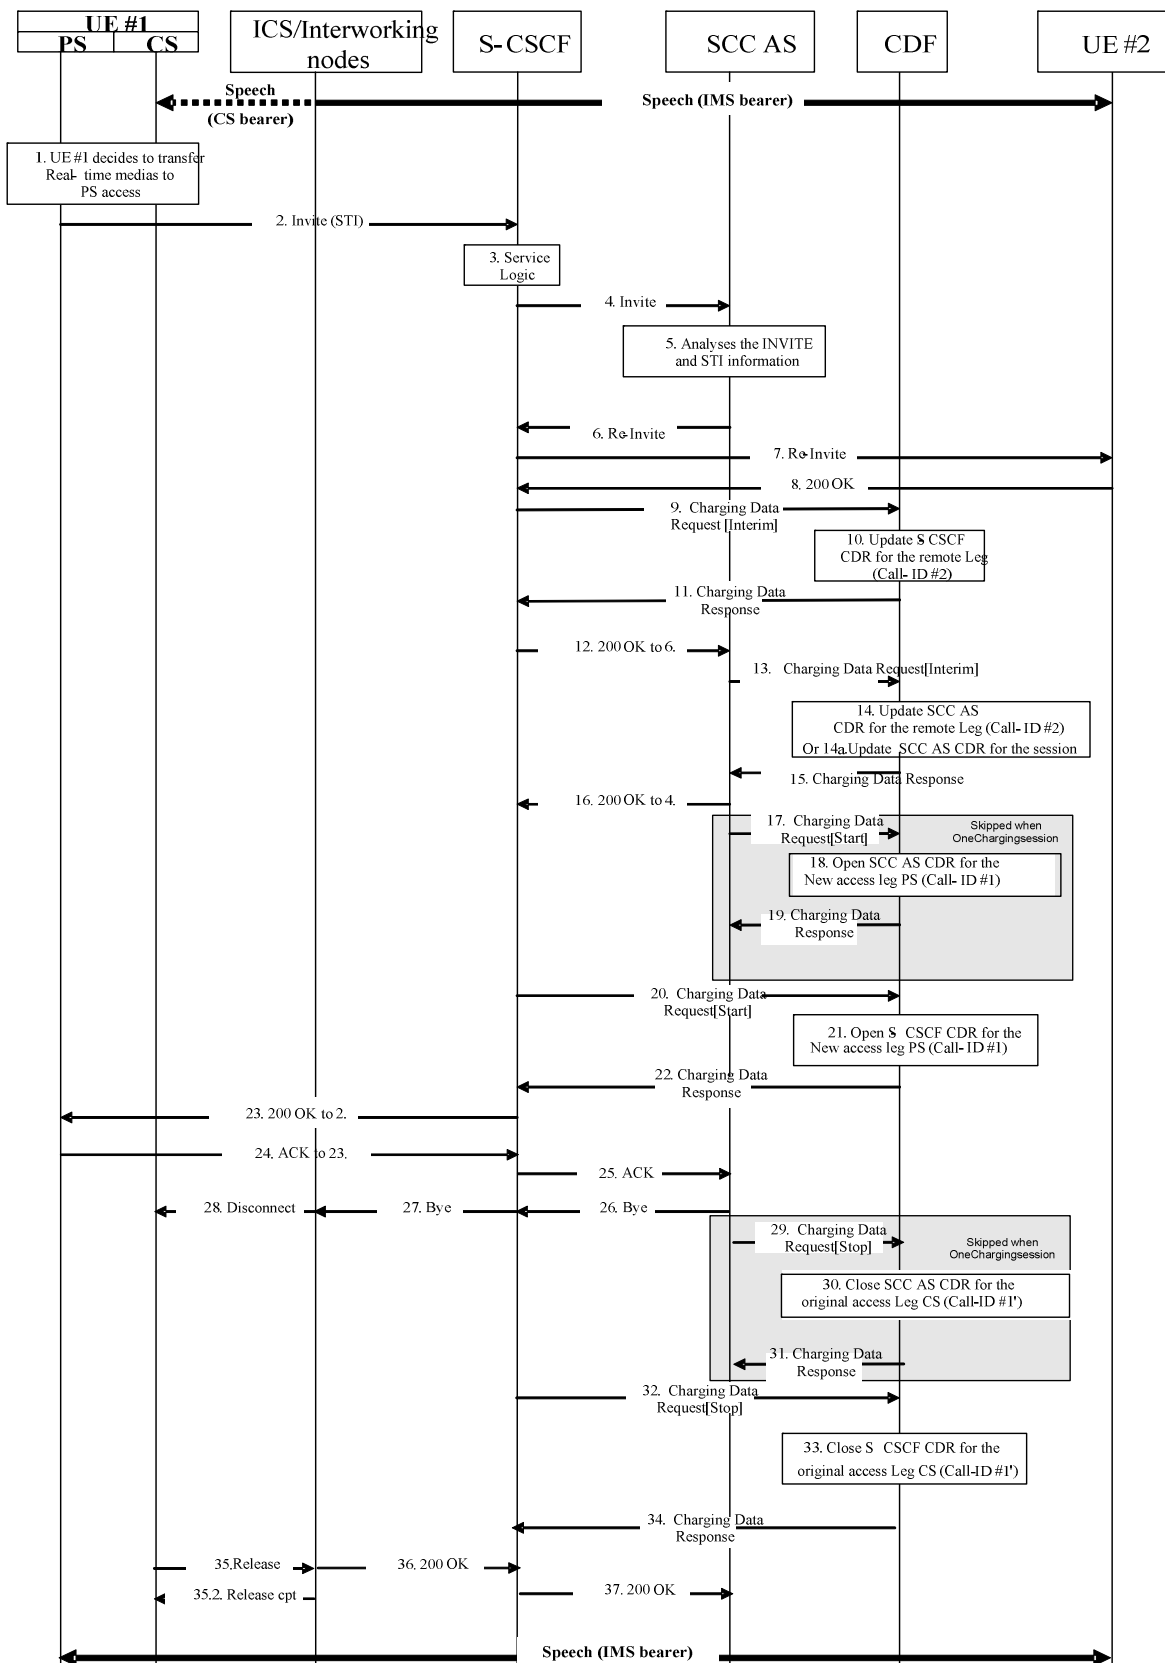 UE #1
PS
CS
ICS/Interworking
nodes
S-CSCF
SCC AS
CDF
UE #2
Speech
(CS bearer)
Speech (IMS bearer)
1. UE #1 decides to transfer
Real- time medias to
PS access
2. Invite (STI)
3. Service
Logic
4. Invite
5. Analyses the INVITE
and STI information
6. Re-Invite
7. Re-Invite
8. 200 OK
9. Charging Data
Request [Interim]
10. Update S CSCF
CDR for the remote Leg
(Call- ID #2)
11. Charging Data
Response
12. 200 OK to 6.
13. Charging Data Request[Interim]
14. Update SCC AS
CDR for the remote Leg (Call- ID #2)
Or 14a.Update SCC AS CDR for the session
15. Charging Data Response
16. 200 OK to 4.
17. Charging Data
Request[Start]
Skipped when
OneChargingsession
18. Open SCC AS CDR for the
New access leg PS (Call- ID #1)
19. Charging Data
Response
20. Charging Data
Request[Start]
21. Open S CSCF CDR for the
New access leg PS (Call- ID #1)
22. Charging Data
Response
23. 200 OK to 2.
24. ACK to 23.
25. ACK
28. Disconnect
27. Bye
26. Bye
29. Charging Data
Request[Stop]
Skipped when
OneChargingsession
30. Close SCC AS CDR for the
original access Leg CS (Call-ID #1')
31. Charging Data
Response
32. Charging Data
Request[Stop]
33. Close S CSCF CDR for the
original access Leg CS (Call-ID #1')
34. Charging Data
Response
35.Release
36. 200 OK
35.2. Release cpt
37. 200 OK
Speech (IMS bearer)